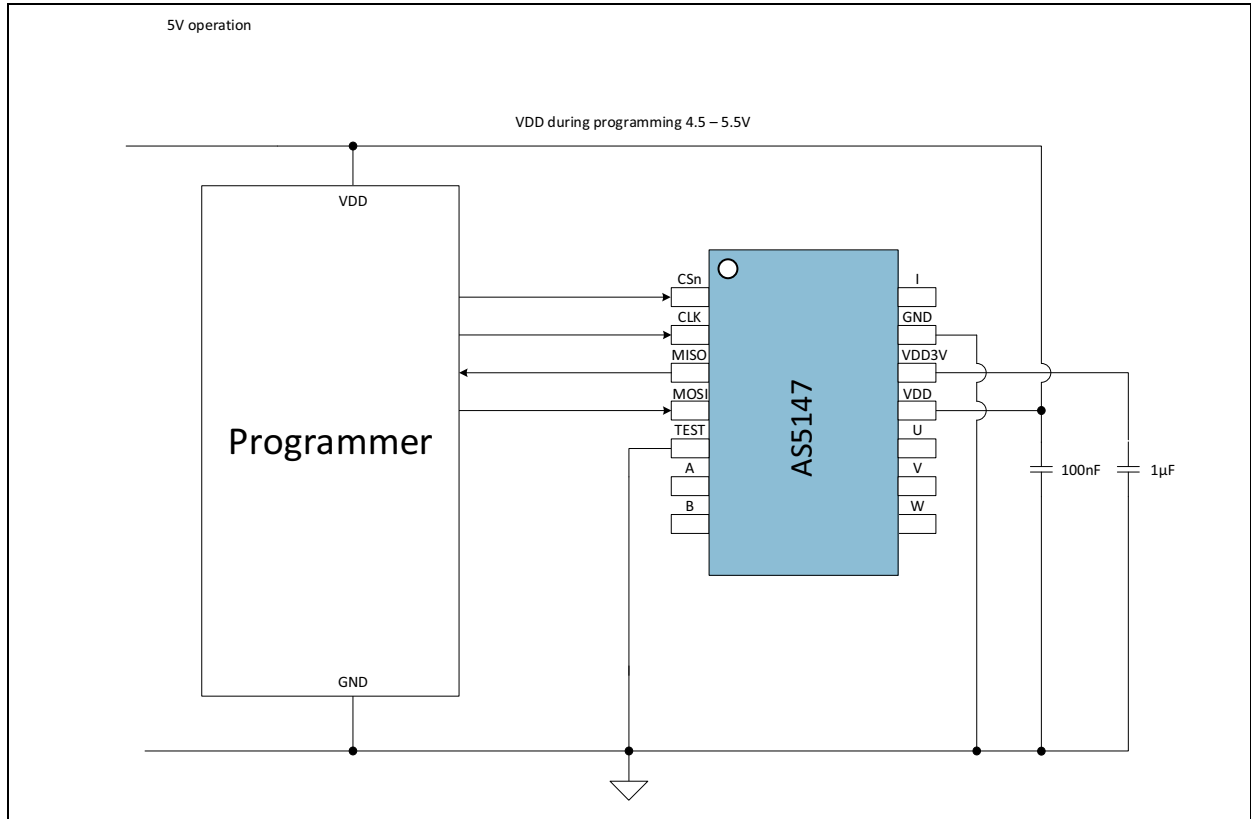 5V operation
VDD during programming 4.5 – 5.5V
VDD
Programmer
GND
CSn
CLK
MISO
MOSI
TEST
A
B
AS5147
I
GND
VDD3V
VDD
U
V
W
100nF
1µF